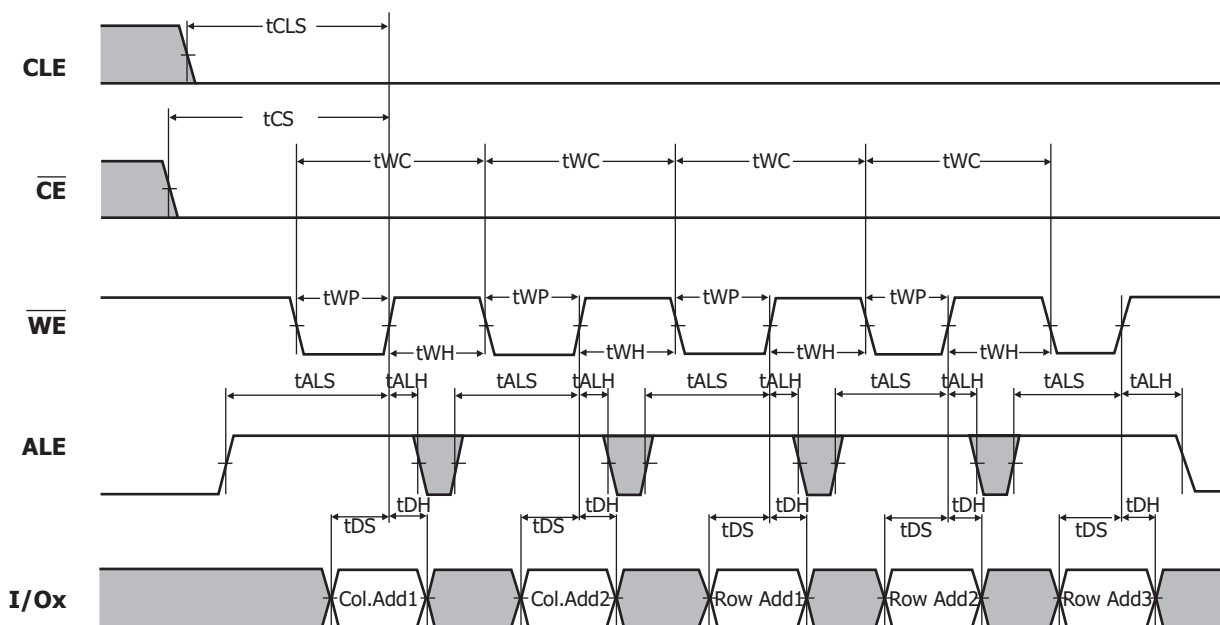 tCLS
CLE
tCS
tWC tWC tWC tWC
CE
tWP tWP tWP tWP
WE
tWH tWH tWH tWH
tALS tALH tALS tALH tALS tALH tALS tALH tALS tALH
ALE
tDH tDH tDH tDH tDH
tDS tDS tDS tDS tDS
I/Ox Col.Add1 Col.Add2 Row Add1 Row Add2 Row Add3